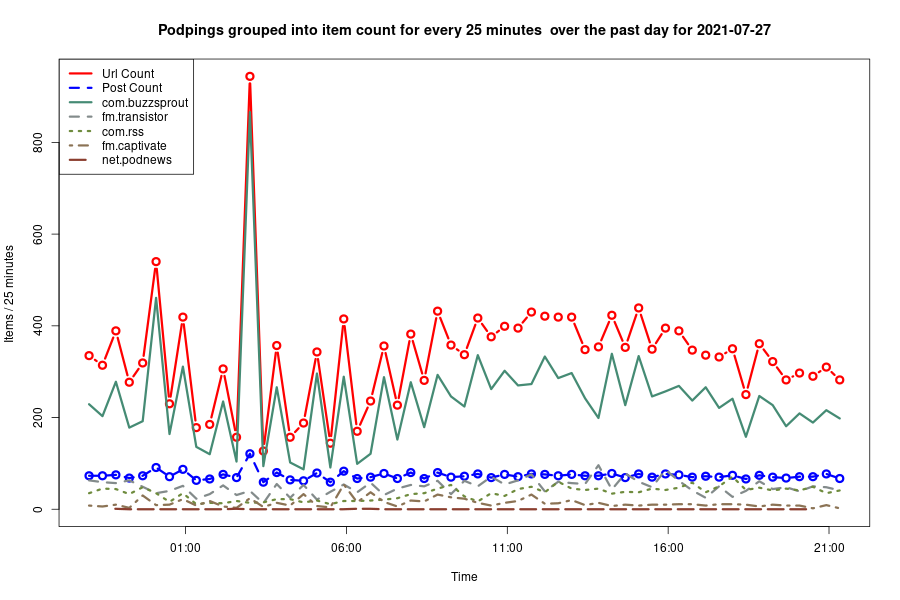 Podpings grouped into item count for every 25 minutes  over the past day for 2021-07-27
Url Count
Post Count
com.buzzsprout
fm.transistor
com.rss
fm.captivate
net.podnews
Items / 25 minutes
800
600
400
200
0
01:00 06:00 11:00 16:00 21:00
Time